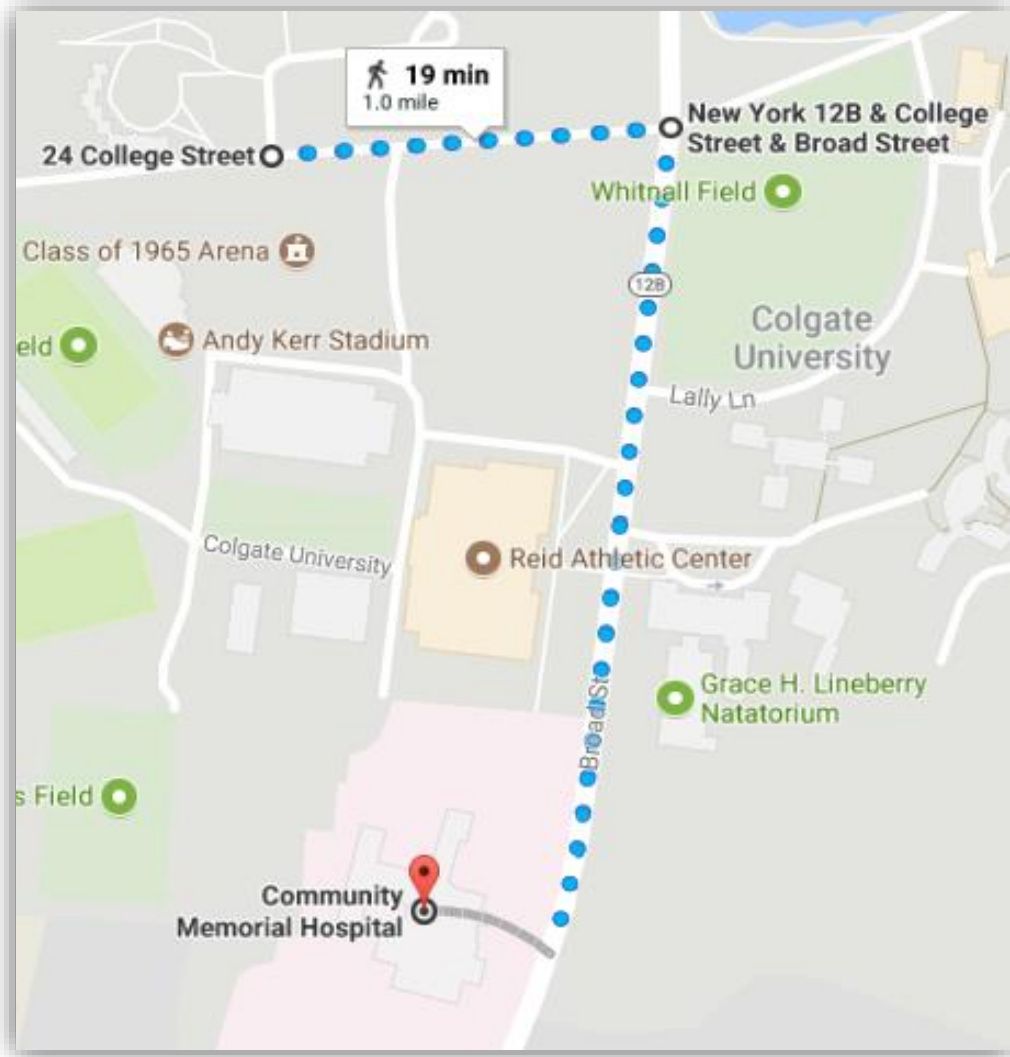 19 min
1.0 mile
New York 12B & College
Street & Broad Street
24 College Street
Whitnall Field
Class of 1965 Arena
12B
Colgate
University
eld
Andy Kerr Stadium
Lally Ln
Colgate University
Reid Athletic Center
Broad St
Grace H. Lineberry
Natatorium
s Field
Community
Memorial Hospital